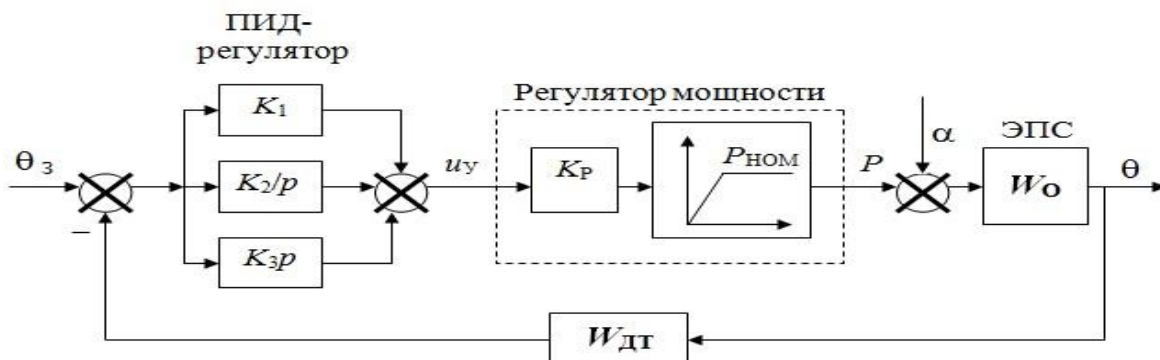 ПИД-
регулятор
K₁
Регулятор мощности
α
ЭПС
θ з
K₂/p
uУ
KР
PНОМ
P
WО
θ
−
K₃p
WДТ